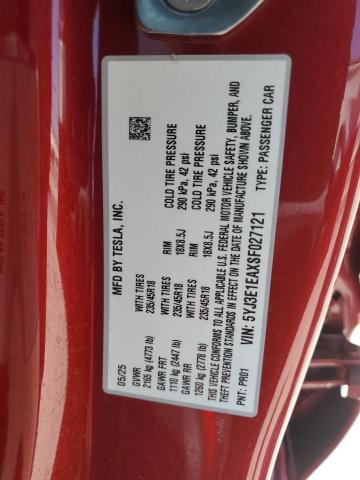 MFD BY TESLA, INC.
05/25
GVWR
2165 kg (4773 lb)
GAWR FRT WITH TIRES RIM COLD TIRE PRESSURE
1110 kg (2447 lb) 235/45R18 18X8.5J 290 kPa, 42 psi
GAWR RR WITH TIRES RIM COLD TIRE PRESSURE
1260 kg (2778 lb) 235/45R18 18X8.5J 290 kPa, 42 psi
THIS VEHICLE CONFORMS TO ALL APPLICABLE U.S. FEDERAL MOTOR VEHICLE SAFETY, BUMPER, AND
THEFT PREVENTION STANDARDS IN EFFECT ON THE DATE OF MANUFACTURE SHOWN ABOVE.
VIN: 5YJ3E1EAXSF027121 TYPE: PASSENGER CAR
PNT: PR01